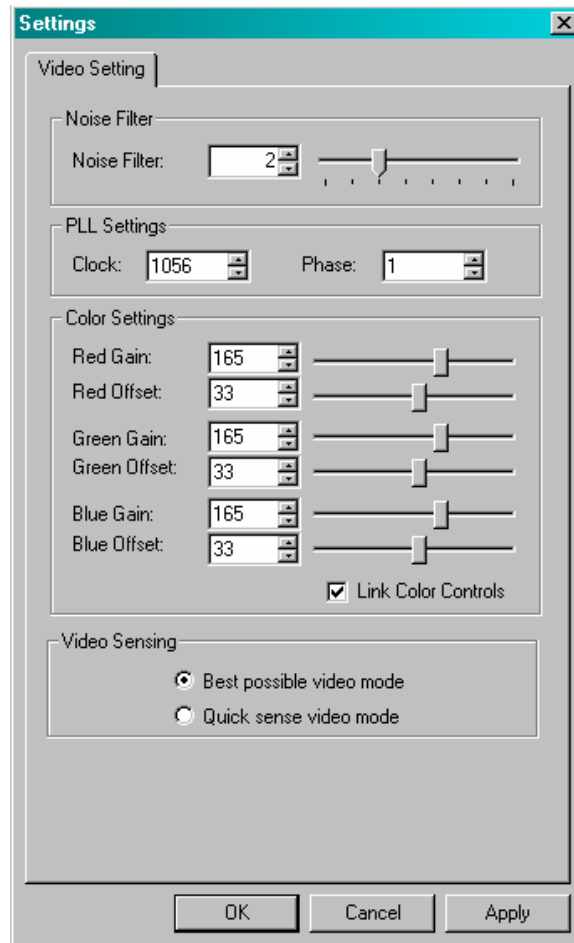 Settings
Video Setting
Noise Filter
Noise Filter: 2
PLL Settings
Clock: 1056 Phase: 1
Color Settings
Red Gain: 165
Red Offset: 33
Green Gain: 165
Green Offset: 33
Blue Gain: 165
Blue Offset: 33
Link Color Controls
Video Sensing
Best possible video mode
Quick sense video mode
OK Cancel Apply